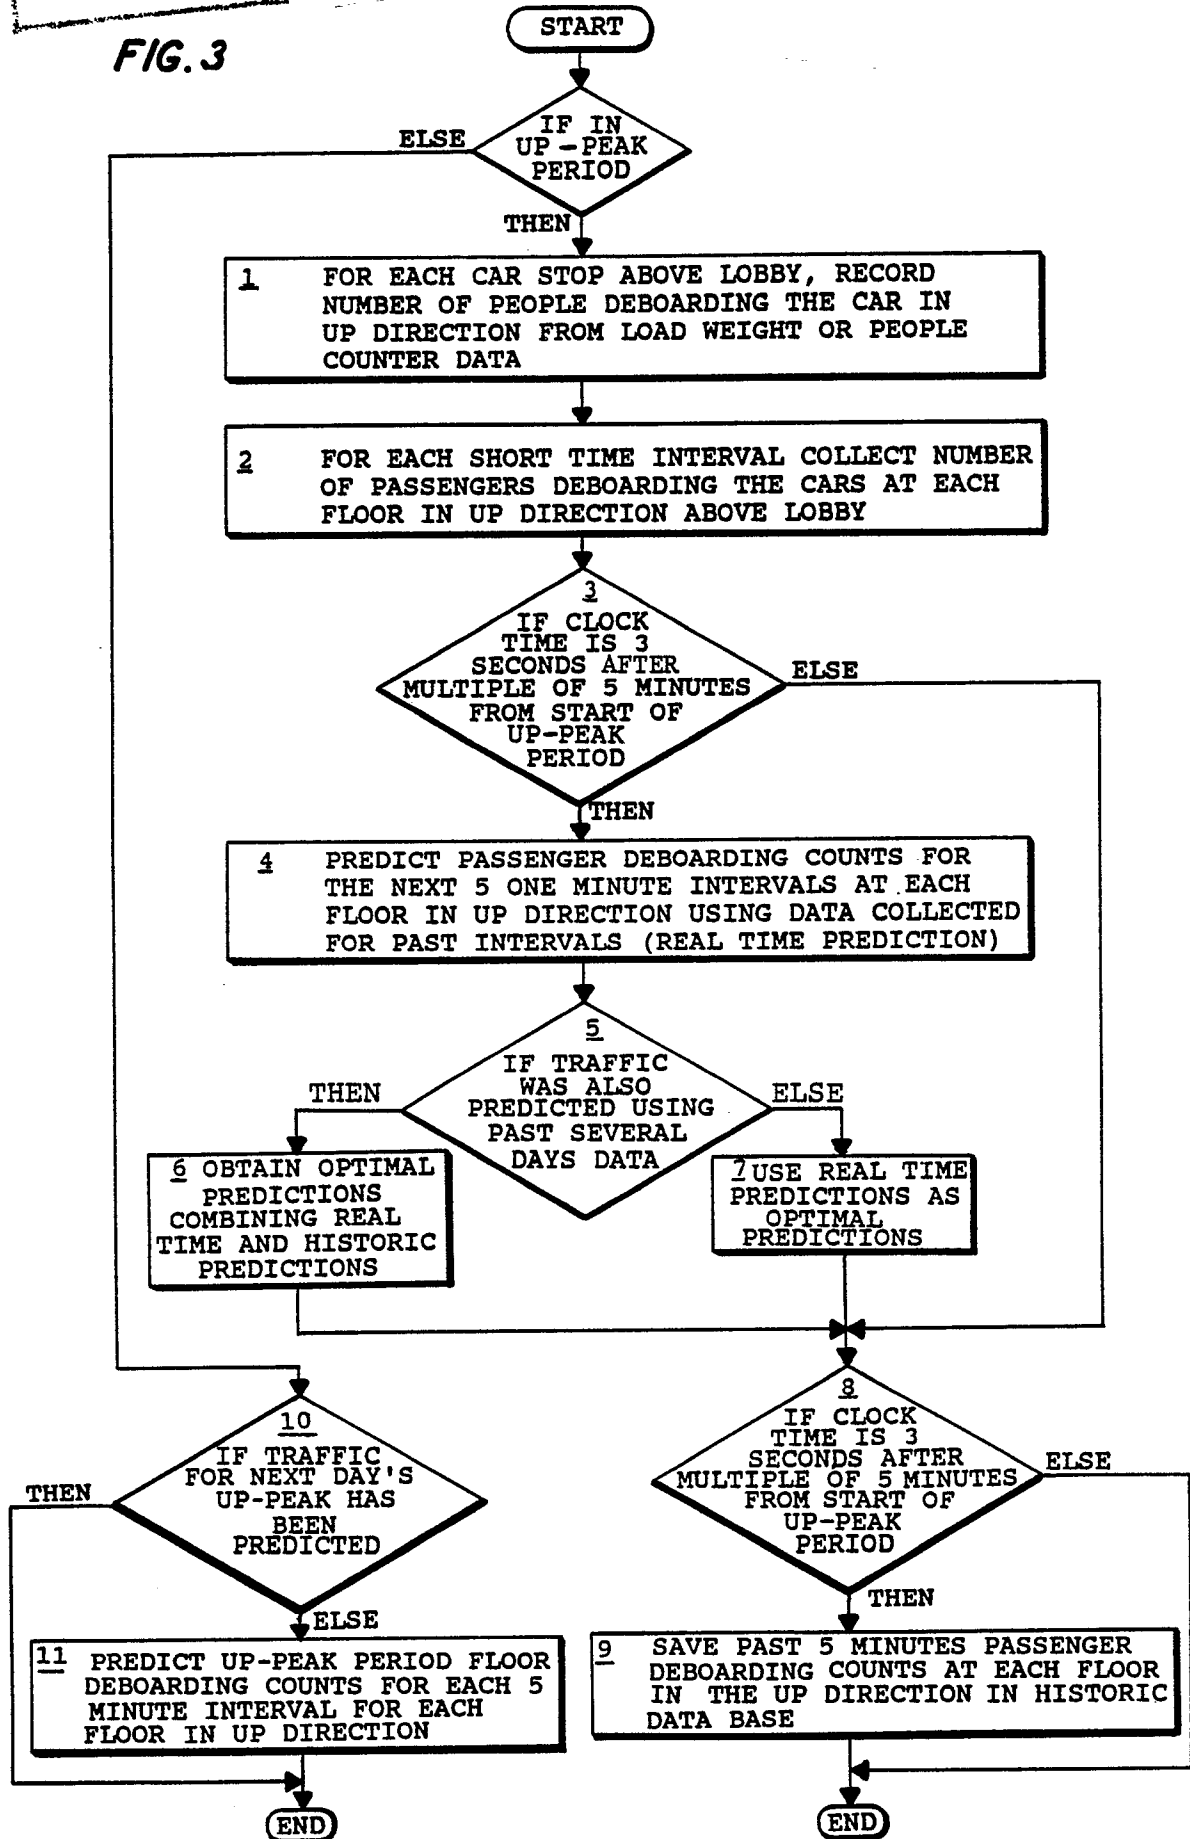 FIG. 3
START
IF IN
UP-PEAK
PERIOD
ELSE
THEN
1 FOR EACH CAR STOP ABOVE LOBBY, RECORD
NUMBER OF PEOPLE DEBOARDING THE CAR IN
UP DIRECTION FROM LOAD WEIGHT OR PEOPLE
COUNTER DATA
2 FOR EACH SHORT TIME INTERVAL COLLECT NUMBER
OF PASSENGERS DEBOARDING THE CARS AT EACH
FLOOR IN UP DIRECTION ABOVE LOBBY
3
IF CLOCK
TIME IS 3
SECONDS AFTER
MULTIPLE OF 5 MINUTES
FROM START OF
UP-PEAK
PERIOD
ELSE
THEN
4 PREDICT PASSENGER DEBOARDING COUNTS FOR
THE NEXT 5 ONE MINUTE INTERVALS AT EACH
FLOOR IN UP DIRECTION USING DATA COLLECTED
FOR PAST INTERVALS (REAL TIME PREDICTION)
5
IF TRAFFIC
WAS ALSO
PREDICTED USING
PAST SEVERAL
DAYS DATA
THEN
ELSE
6 OBTAIN OPTIMAL
PREDICTIONS
COMBINING REAL
TIME AND HISTORIC
PREDICTIONS
7 USE REAL TIME
PREDICTIONS AS
OPTIMAL
PREDICTIONS
8
IF CLOCK
TIME IS 3
SECONDS AFTER
MULTIPLE OF 5 MINUTES
FROM START OF
UP-PEAK
PERIOD
ELSE
THEN
9 SAVE PAST 5 MINUTES PASSENGER
DEBOARDING COUNTS AT EACH FLOOR
IN THE UP DIRECTION IN HISTORIC
DATA BASE
END
10
IF TRAFFIC
FOR NEXT DAY'S
UP-PEAK HAS
BEEN
PREDICTED
THEN
ELSE
11 PREDICT UP-PEAK PERIOD FLOOR
DEBOARDING COUNTS FOR EACH 5
MINUTE INTERVAL FOR EACH
FLOOR IN UP DIRECTION
END